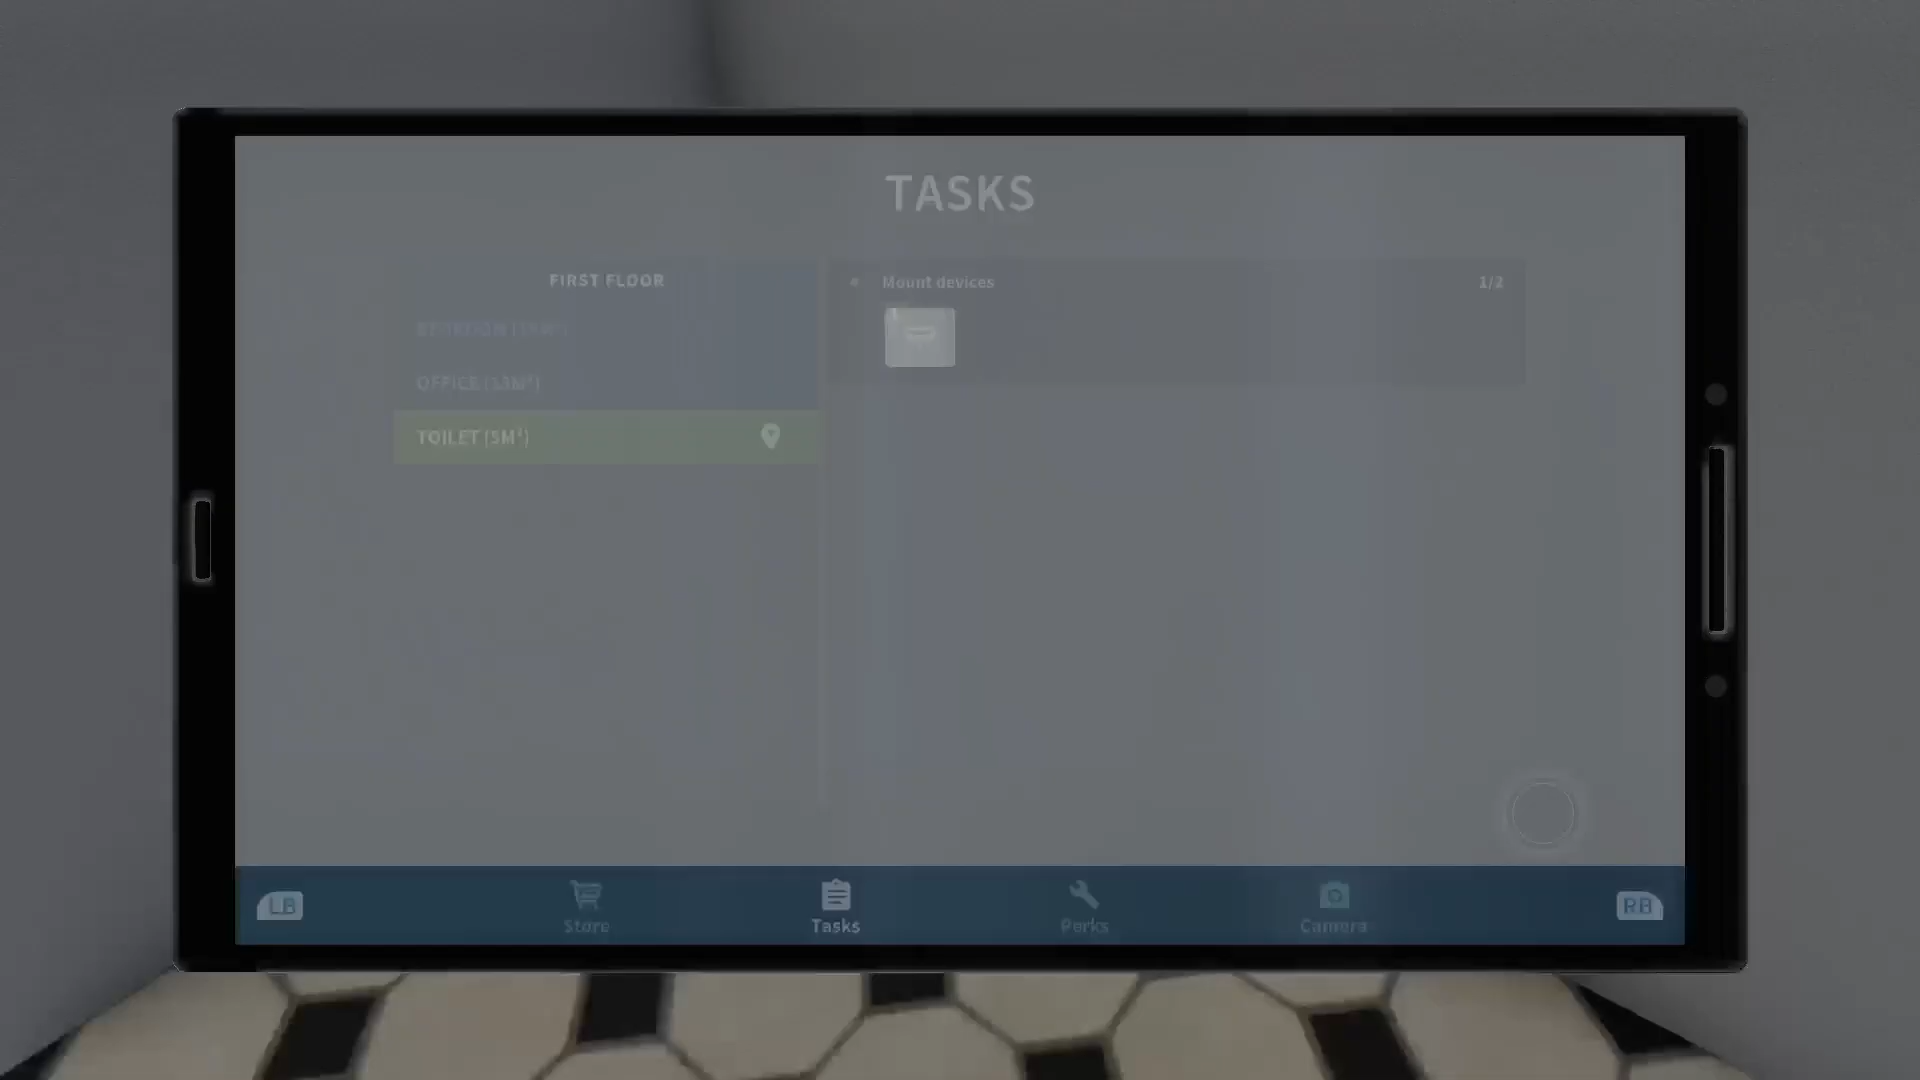 TASKS
FIRST FLOOR
OFFICE (13M²)
TOILET (5M²)
Mount devices
1/2
LB
Store
Tasks
Perks
Camera
RB